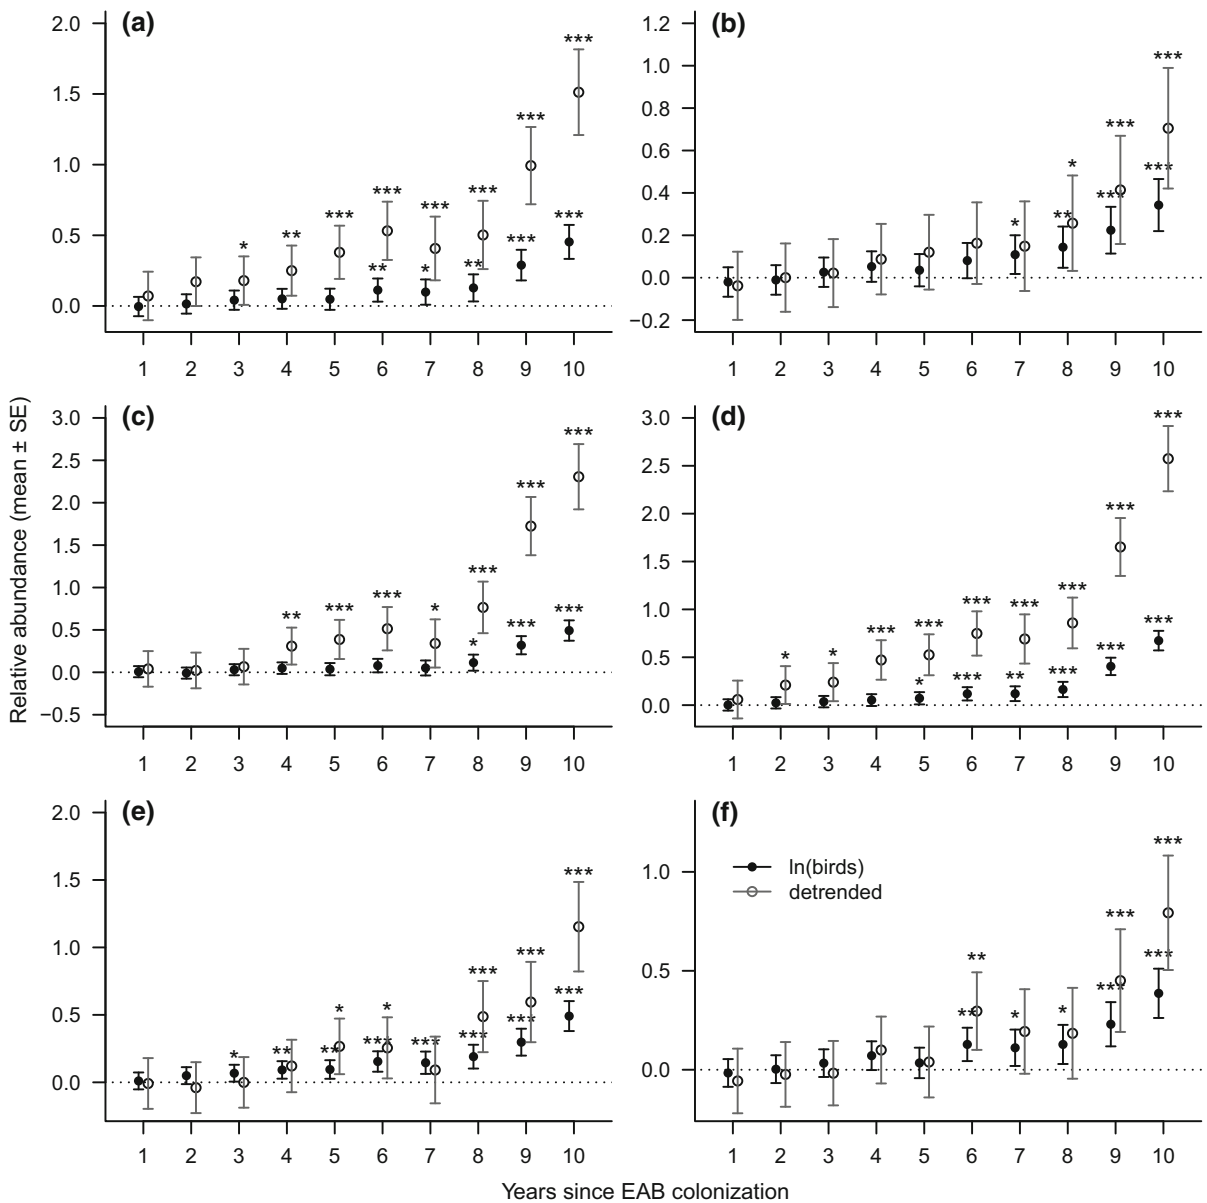 (a)
2.0
1.5
1.0
0.5
0.0
* ** *** *** *** *** *** ***
** * ** *** ***
1 2 3 4 5 6 7 8 9 10
(b)
1.2
1.0
0.8
0.6
0.4
0.2
0.0
−0.2
* *** ***
* ** *** ***
1 2 3 4 5 6 7 8 9 10
Relative abundance (mean ± SE)
(c)
3.0
2.5
2.0
1.5
1.0
0.5
0.0
−0.5
** *** *** * *** *** ***
* *** ***
1 2 3 4 5 6 7 8 9 10
(d)
3.0
2.5
2.0
1.5
1.0
0.5
0.0
* * *** *** *** *** *** *** ***
* *** ** *** *** ***
1 2 3 4 5 6 7 8 9 10
(e)
2.0
1.5
1.0
0.5
0.0
* * *** *** ***
* ** ** *** *** *** *** ***
1 2 3 4 5 6 7 8 9 10
(f)
ln(birds)
detrended
1.0
0.5
0.0
** *** ***
** * * *** ***
1 2 3 4 5 6 7 8 9 10
Years since EAB colonization